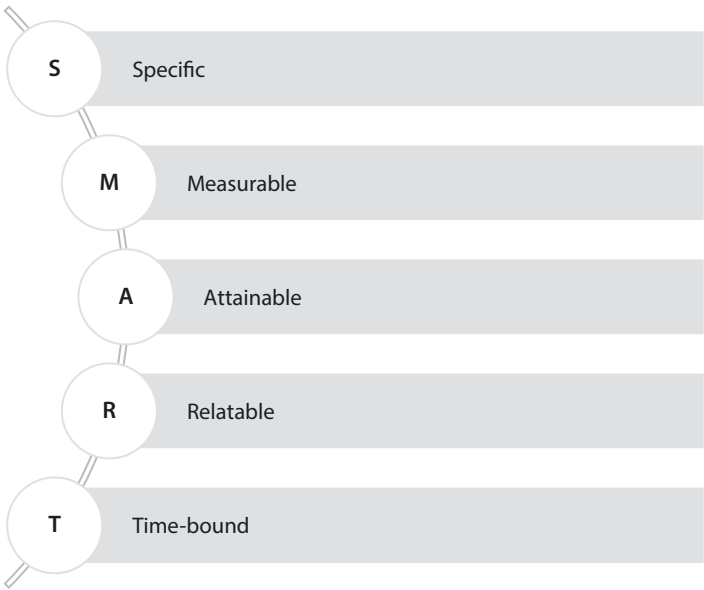 S Specific
M Measurable
A Attainable
R Relatable
T Time-bound